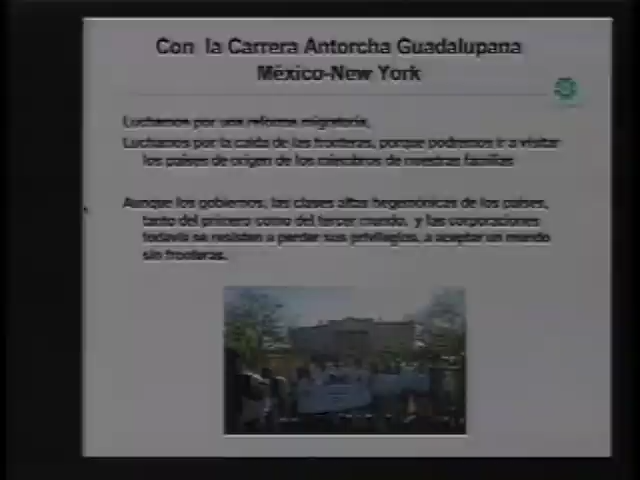 Con la Carrera Antorcha Guadalupana
México-New York
Luchamos por una reforma migratoria,
Luchamos por la caída de las fronteras, porque podremos ir a visitar
los países de origen de los miembros de nuestras familias
Aunque los gobiernos, las clases altas hegemónicas de los países,
tanto del primero como del tercer mundo, y las corporaciones
todavía se resistan a perder sus privilegios, a aceptar un mundo
sin fronteras.